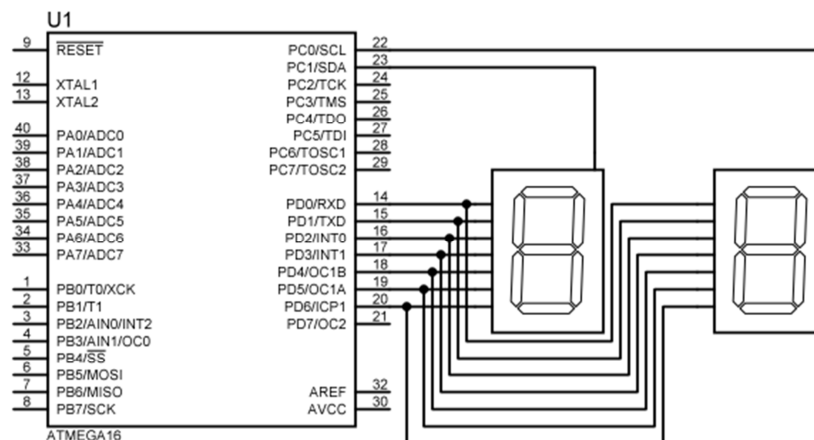 U1
9 RESET PC0/SCL 22
PC1/SDA 23
12 XTAL1 PC2/TCK 24
13 XTAL2 PC3/TMS 25
PC4/TDO 26
40 PA0/ADC0 PC5/TDI 27
39 PA1/ADC1 PC6/TOSC1 28
38 PA2/ADC2 PC7/TOSC2 29
37 PA3/ADC3
36 PA4/ADC4 PD0/RXD 14
35 PA5/ADC5 PD1/TXD 15
34 PA6/ADC6 PD2/INT0 16
33 PA7/ADC7 PD3/INT1 17
PD4/OC1B 18
1 PB0/T0/XCK PD5/OC1A 19
2 PB1/T1 PD6/ICP1 20
3 PB2/AIN0/INT2 PD7/OC2 21
4 PB3/AIN1/OC0
5 PB4/SS
6 PB5/MOSI
7 PB6/MISO AREF 32
8 PB7/SCK AVCC 30
ATMEGA16